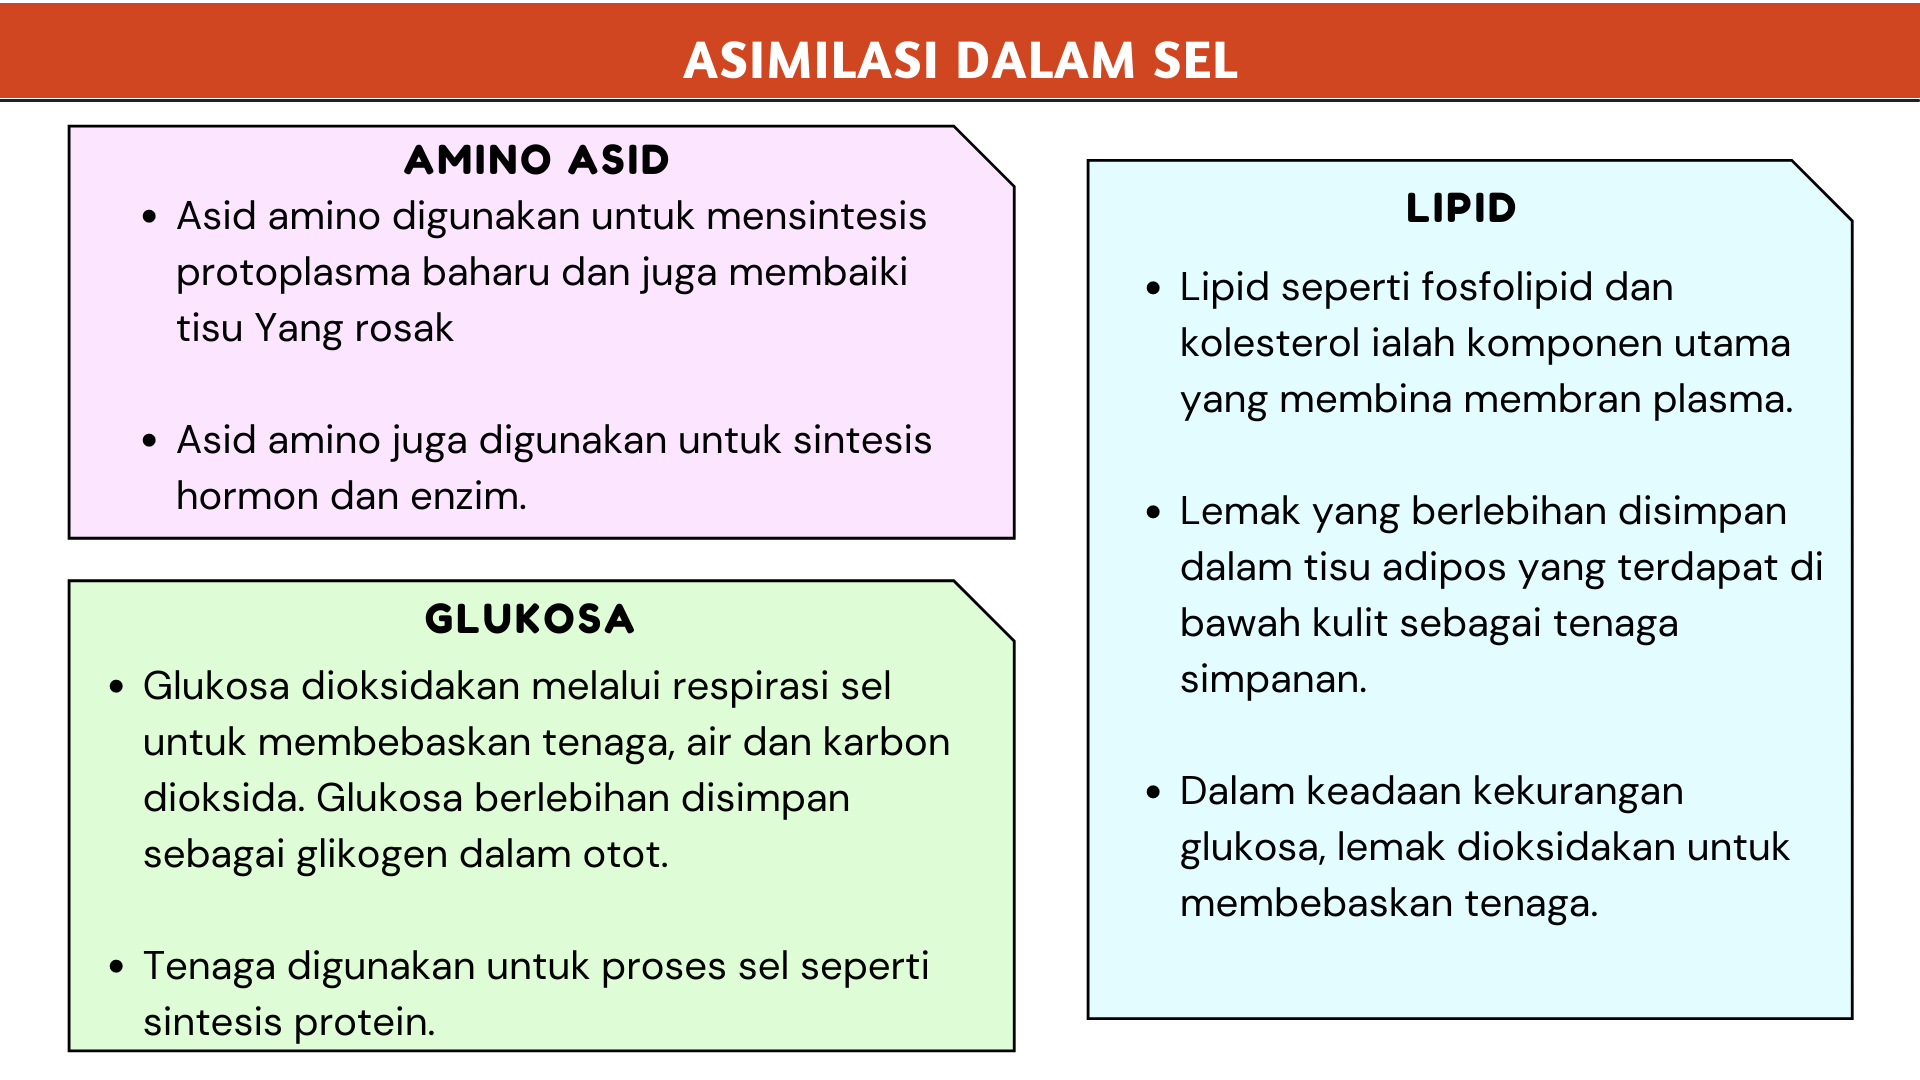 ASIMILASI DALAM SEL
AMINO ASID
• Asid amino digunakan untuk mensintesis
protoplasma baharu dan juga membaiki
tisu Yang rosak
• Asid amino juga digunakan untuk sintesis
hormon dan enzim.
GLUKOSA
• Glukosa dioksidakan melalui respirasi sel
untuk membebaskan tenaga, air dan karbon
dioksida. Glukosa berlebihan disimpan
sebagai glikogen dalam otot.
• Tenaga digunakan untuk proses sel seperti
sintesis protein.
LIPID
• Lipid seperti fosfolipid dan
kolesterol ialah komponen utama
yang membina membran plasma.
• Lemak yang berlebihan disimpan
dalam tisu adipos yang terdapat di
bawah kulit sebagai tenaga
simpanan.
• Dalam keadaan kekurangan
glukosa, lemak dioksidakan untuk
membebaskan tenaga.